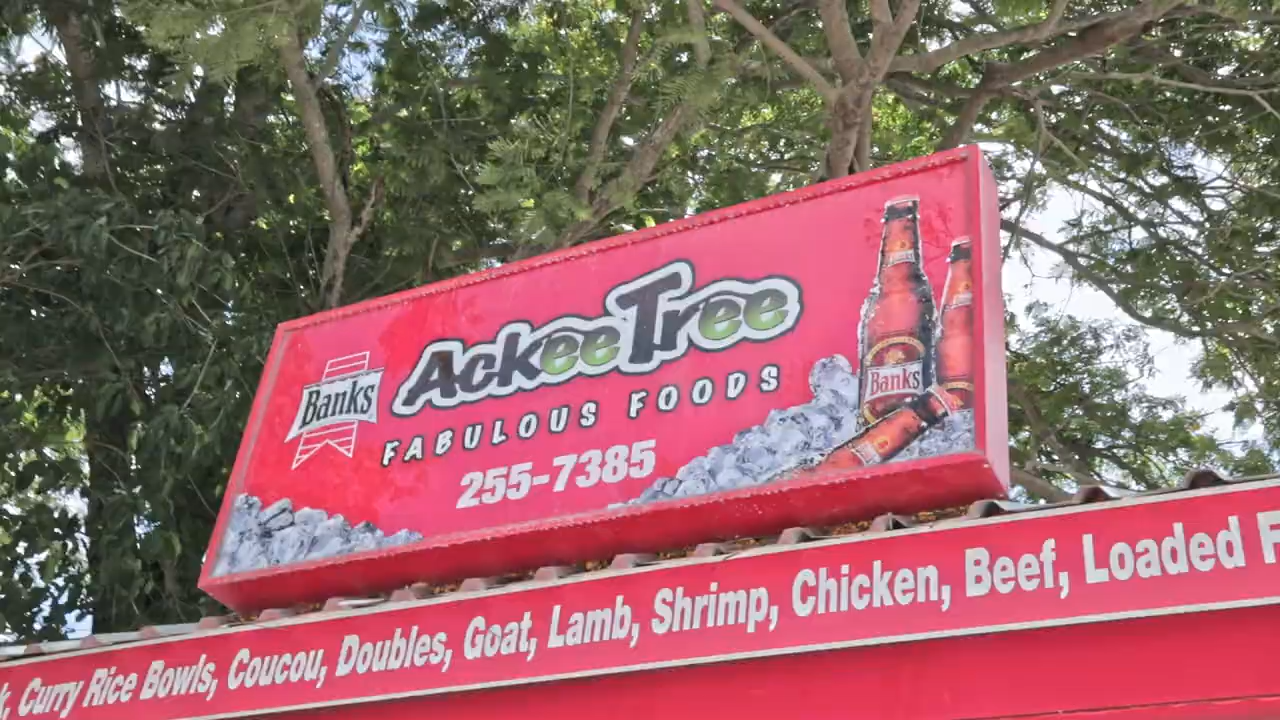 Banks
AckeeTree
FABULOUS FOODS
255-7385
Banks
Curry Rice Bowls, Coucou, Doubles, Goat, Lamb, Shrimp, Chicken, Beef, Loaded